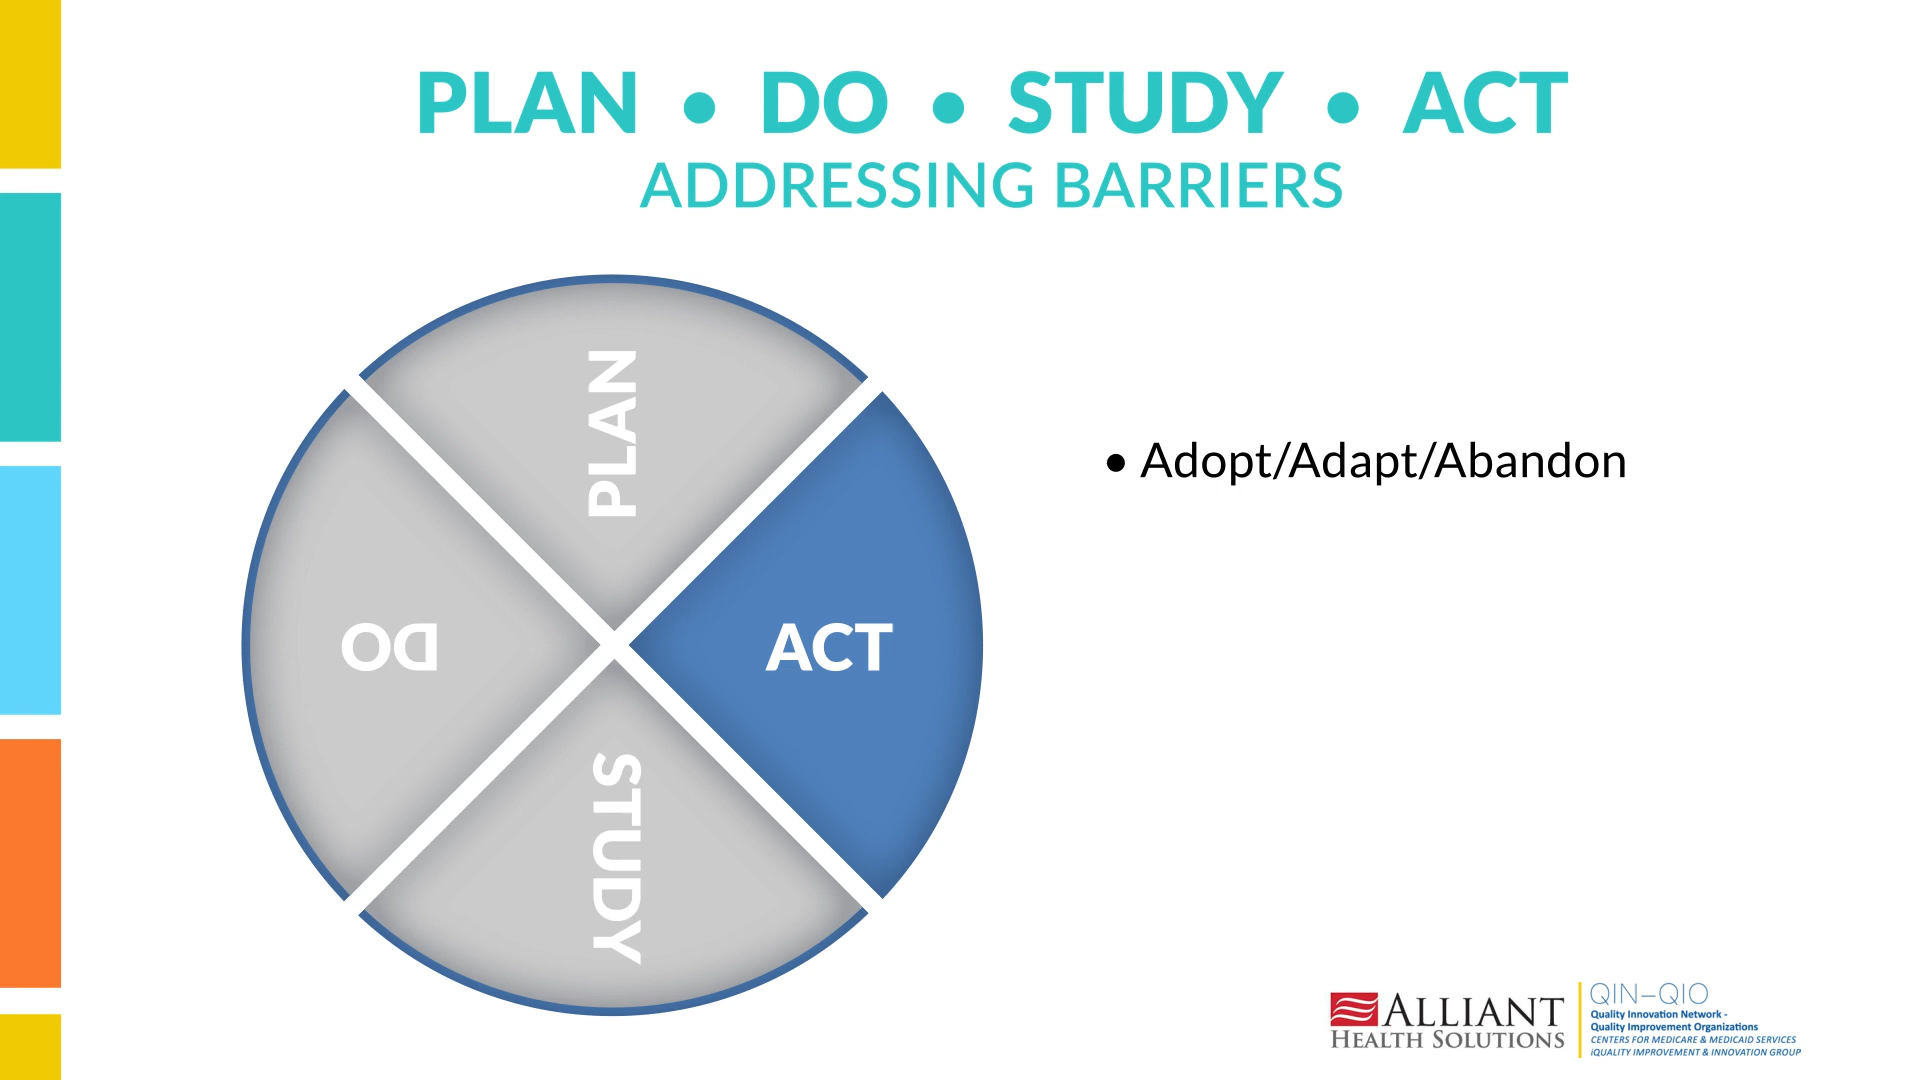 PLAN • DO • STUDY • ACT
ADDRESSING BARRIERS
PLAN
DO
ACT
STUDY
• Adopt/Adapt/Abandon
ALLIANT
HEALTH SOLUTIONS
QIN–QIO
Quality Innovation Network -
Quality Improvement Organizations
CENTERS FOR MEDICARE & MEDICAID SERVICES
iQUALITY IMPROVEMENT & INNOVATION GROUP